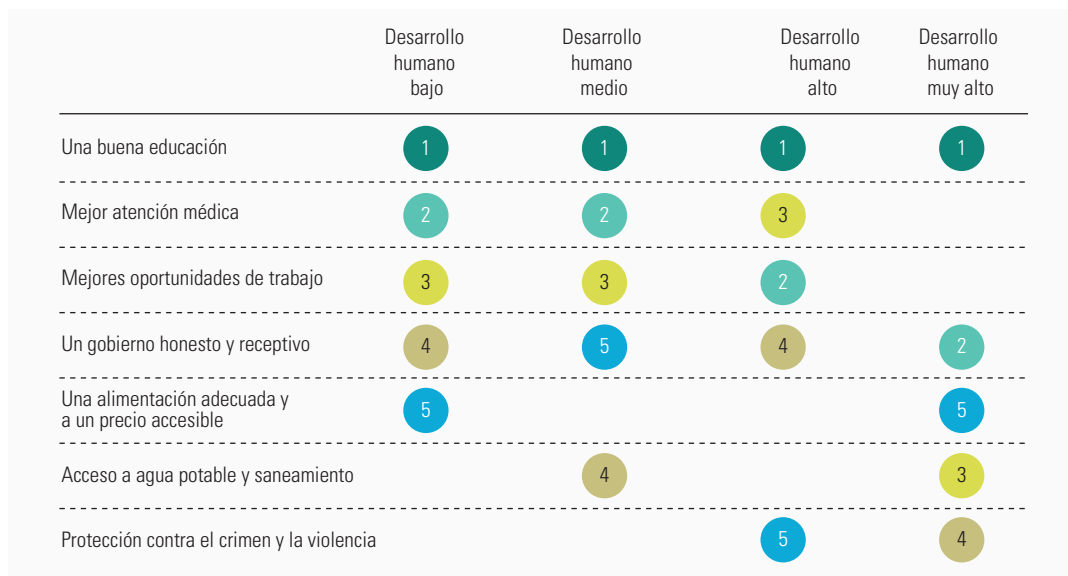 Desarrollo humano bajo
Desarrollo humano medio
Desarrollo humano alto
Desarrollo humano muy alto
Una buena educación 1 1 1 1
Mejor atención médica 2 2 3
Mejores oportunidades de trabajo 3 3 2
Un gobierno honesto y receptivo 4 5 4 2
Una alimentación adecuada y
a un precio accesible 5 5
Acceso a agua potable y saneamiento 4 3
Protección contra el crimen y la violencia 5 4